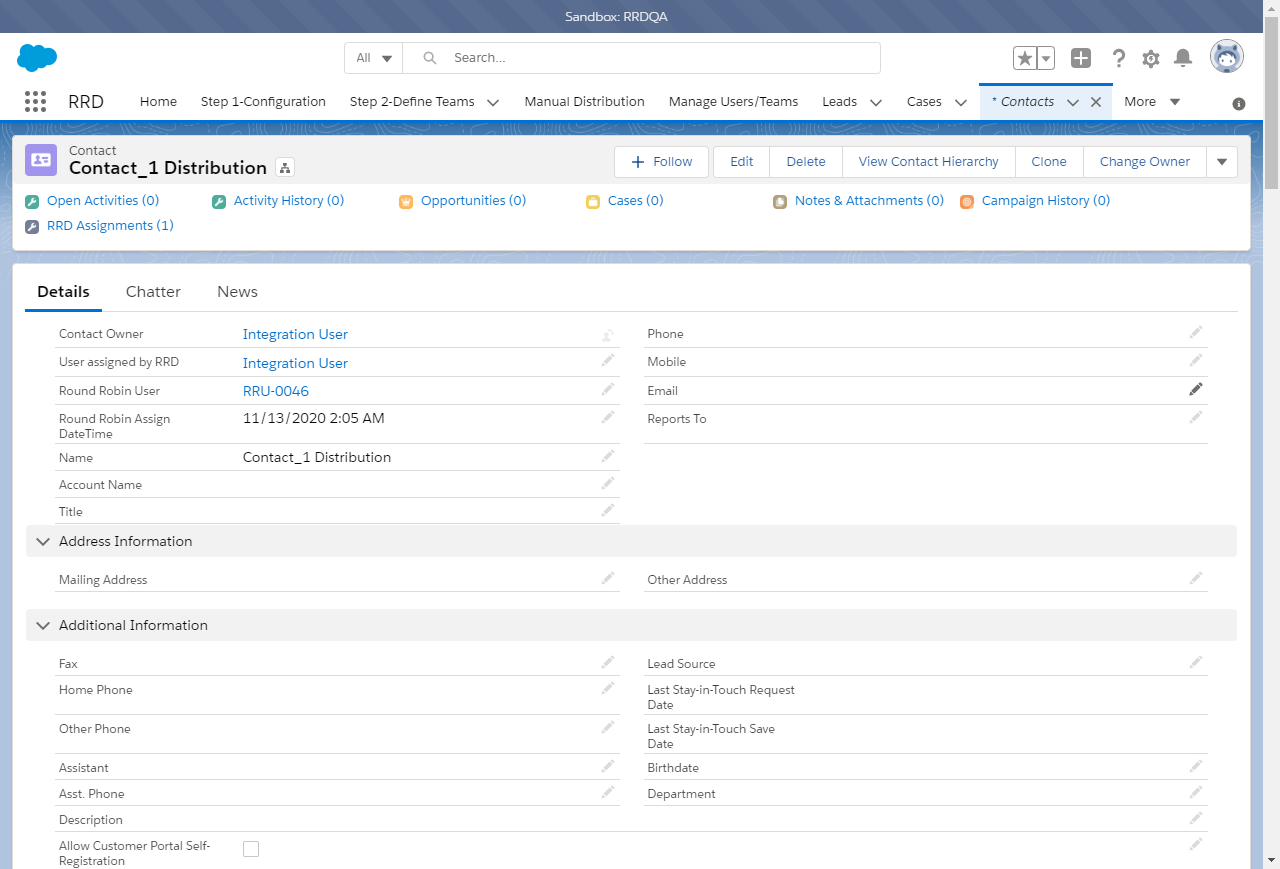 Sandbox: RRDQA
All Search...
RRD Home Step 1-Configuration Step 2-Define Teams Manual Distribution Manage Users/Teams Leads Cases * Contacts More
Contact
Contact_1 Distribution
Follow Edit Delete View Contact Hierarchy Clone Change Owner
Open Activities (0) Activity History (0) Opportunities (0) Cases (0) Notes & Attachments (0) Campaign History (0)
RRD Assignments (1)
Details Chatter News
Contact Owner Integration User Phone
User assigned by RRD Integration User Mobile
Round Robin User RRU-0046 Email
Round Robin Assign 11/13/2020 2:05 AM Reports To
DateTime
Name Contact_1 Distribution
Account Name
Title
Address Information
Mailing Address Other Address
Additional Information
Fax Lead Source
Home Phone Last Stay-in-Touch Request
Date
Other Phone Last Stay-in-Touch Save
Date
Assistant Birthdate
Asst. Phone Department
Description
Allow Customer Portal Self-
Registration